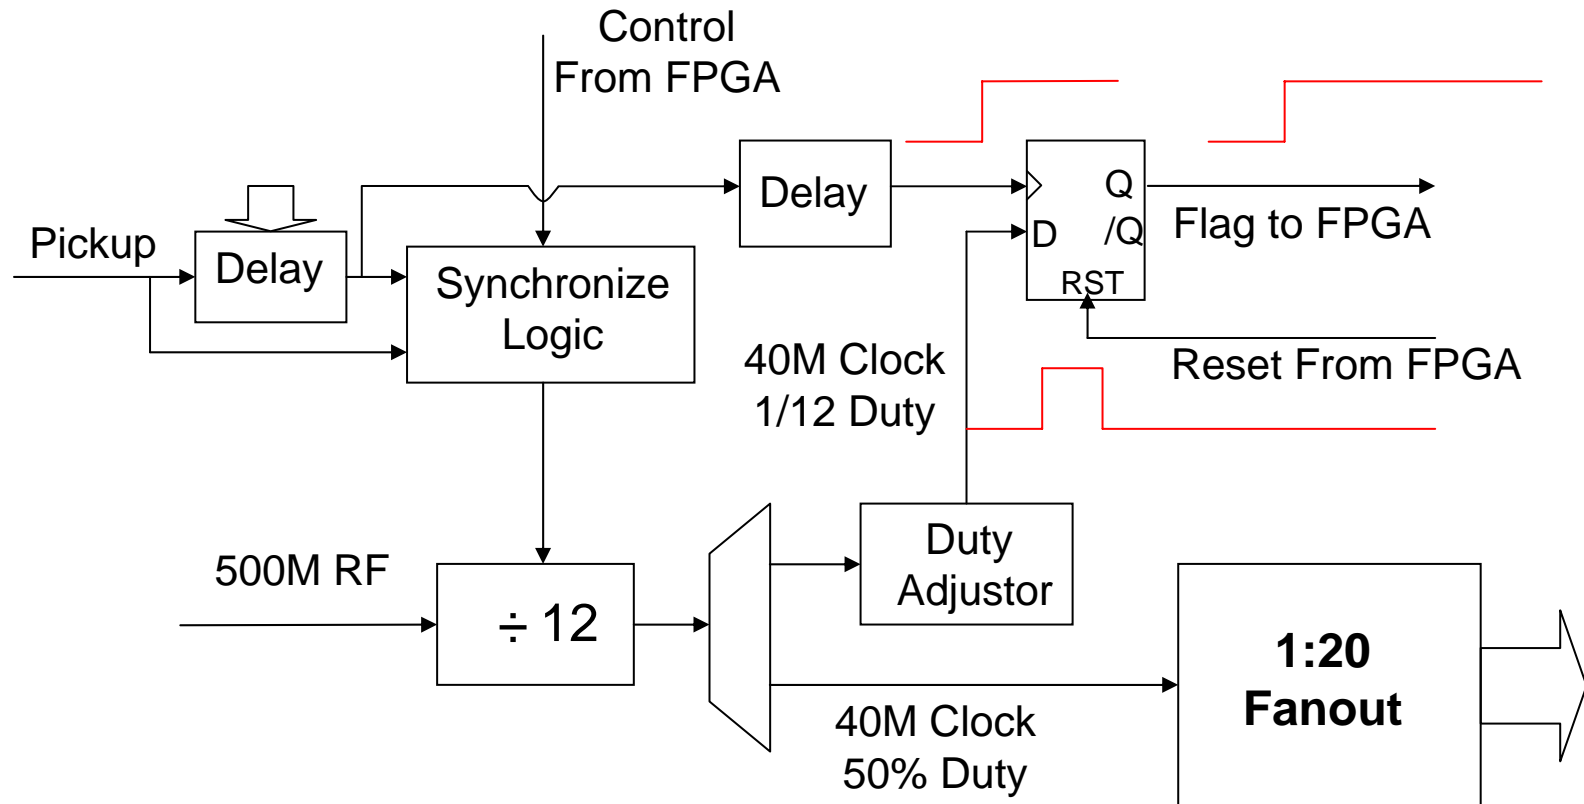 Control
From FPGA
Pickup
Delay
Synchronize
Logic
Delay
Q
D
/Q
RST
Flag to FPGA
Reset From FPGA
40M Clock
1/12 Duty
500M RF
÷ 12
Duty
Adjustor
40M Clock
50% Duty
1:20
Fanout